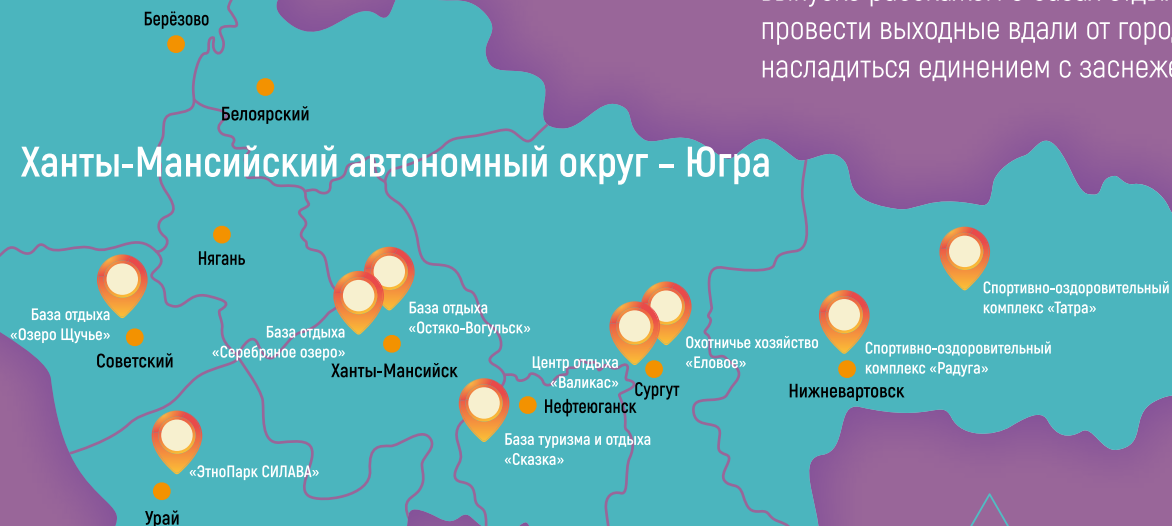 провести выходные вдали от
насладиться единением с
Берёзово
Белоярский
Ханты-Мансийский автономный округ – Югра
Нягань
База отдыха
«Озеро Щучье»
Советский
База отдыха
«Серебряное озеро»
База отдыха
«Остяко-Вогульск»
Ханты-Мансийск
Центр отдыха
«Валикас»
Сургут
Охотничье хозяйство
«Еловое»
Спортивно-оздоровительный
комплекс «Татра»
Спортивно-оздоровительный
комплекс «Радуга»
Нижневартовск
Нефтеюганск
База туризма и отдыха
«Сказка»
«ЭтноПарк СИЛАВА»
Урай